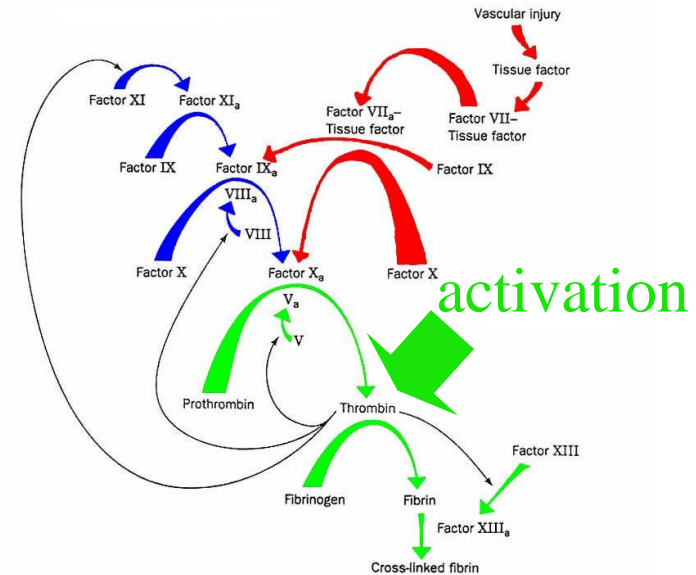 Vascular injury
Tissue factor
Factor XI
Factor XIa
Factor VIIa–
Tissue factor
Factor VII–
Tissue factor
Factor IX
Factor IXa
Factor IX
VIIIa
VIII
Factor X
Factor Xa
Factor X
activation
Va
V
Prothrombin
Thrombin
Factor XIII
Fibrinogen
Fibrin
Factor XIIIa
Cross-linked fibrin